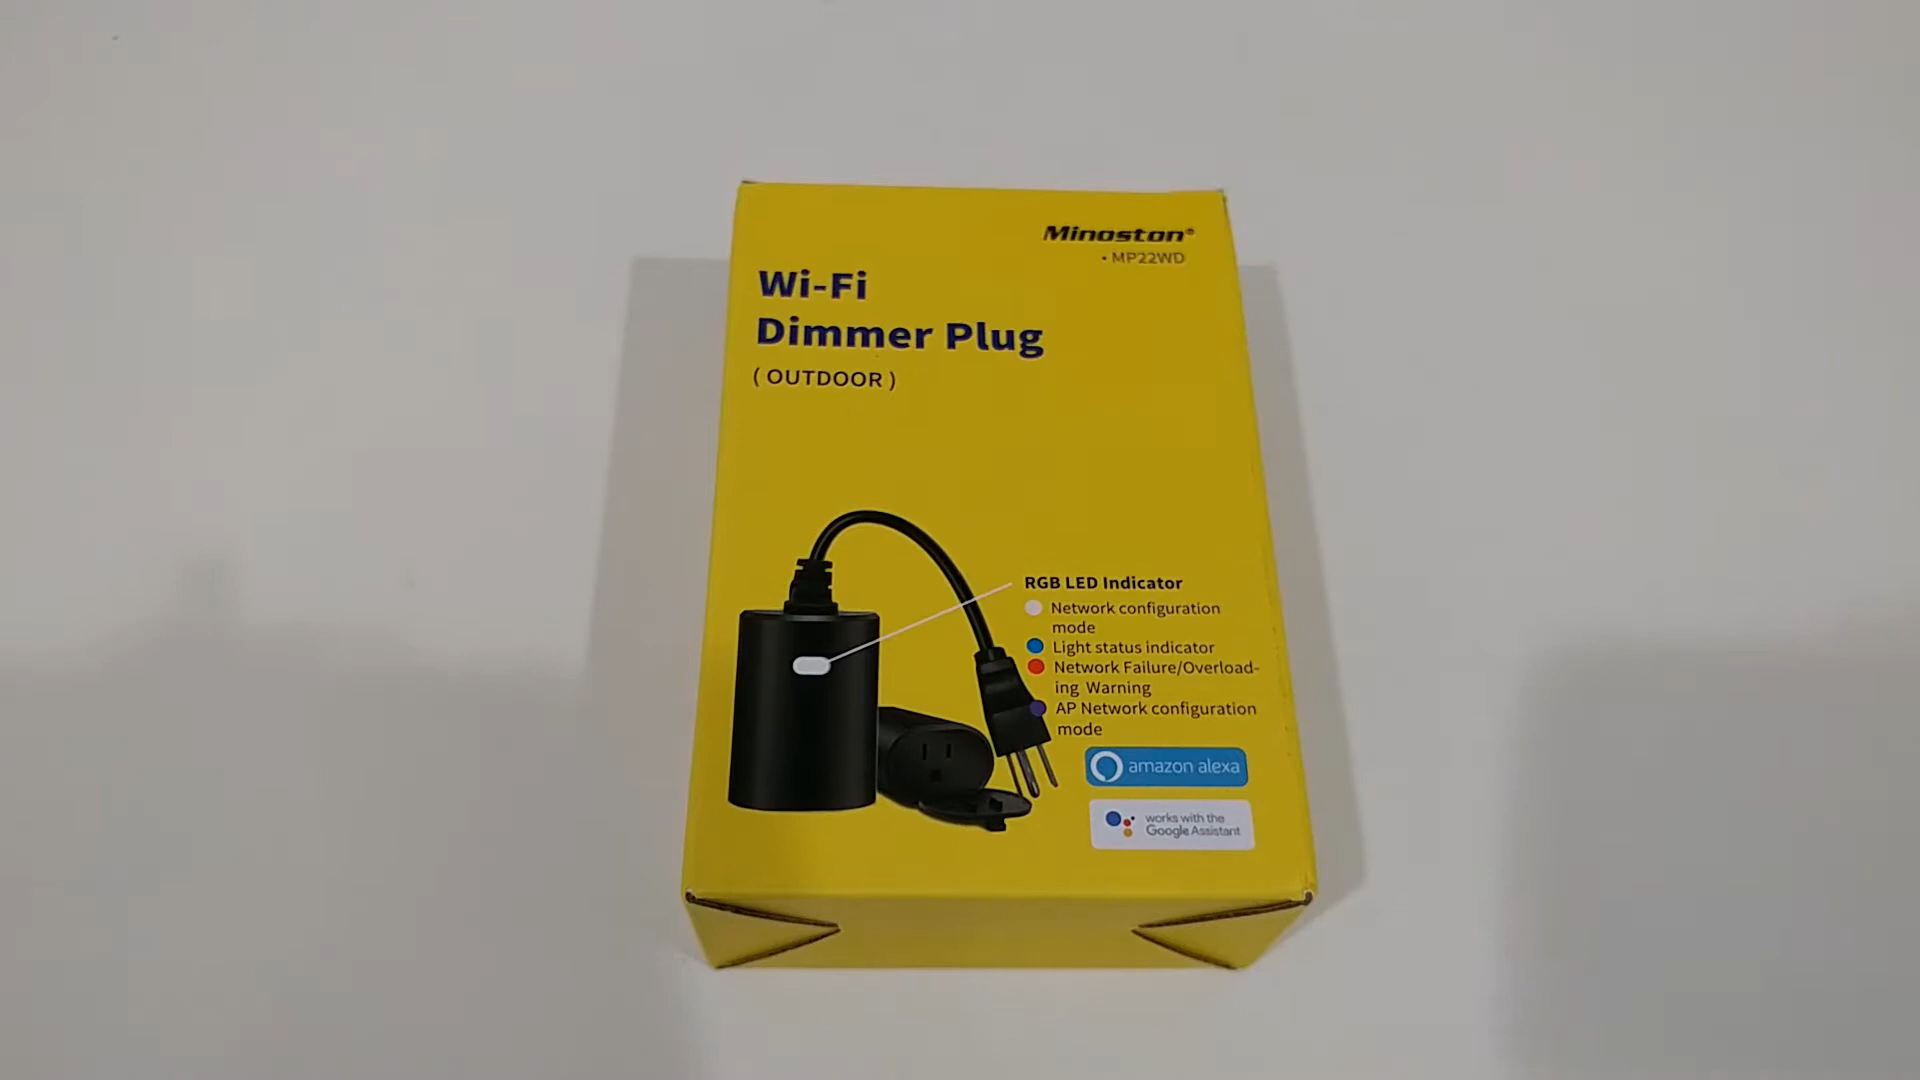 Minoston®
• MP22WD
Wi-Fi
Dimmer Plug
( OUTDOOR )
RGB LED Indicator
Network configuration
mode
Light status indicator
Network Failure/Overload-
ing Warning
AP Network configuration
mode
amazon alexa
works with the
Google Assistant